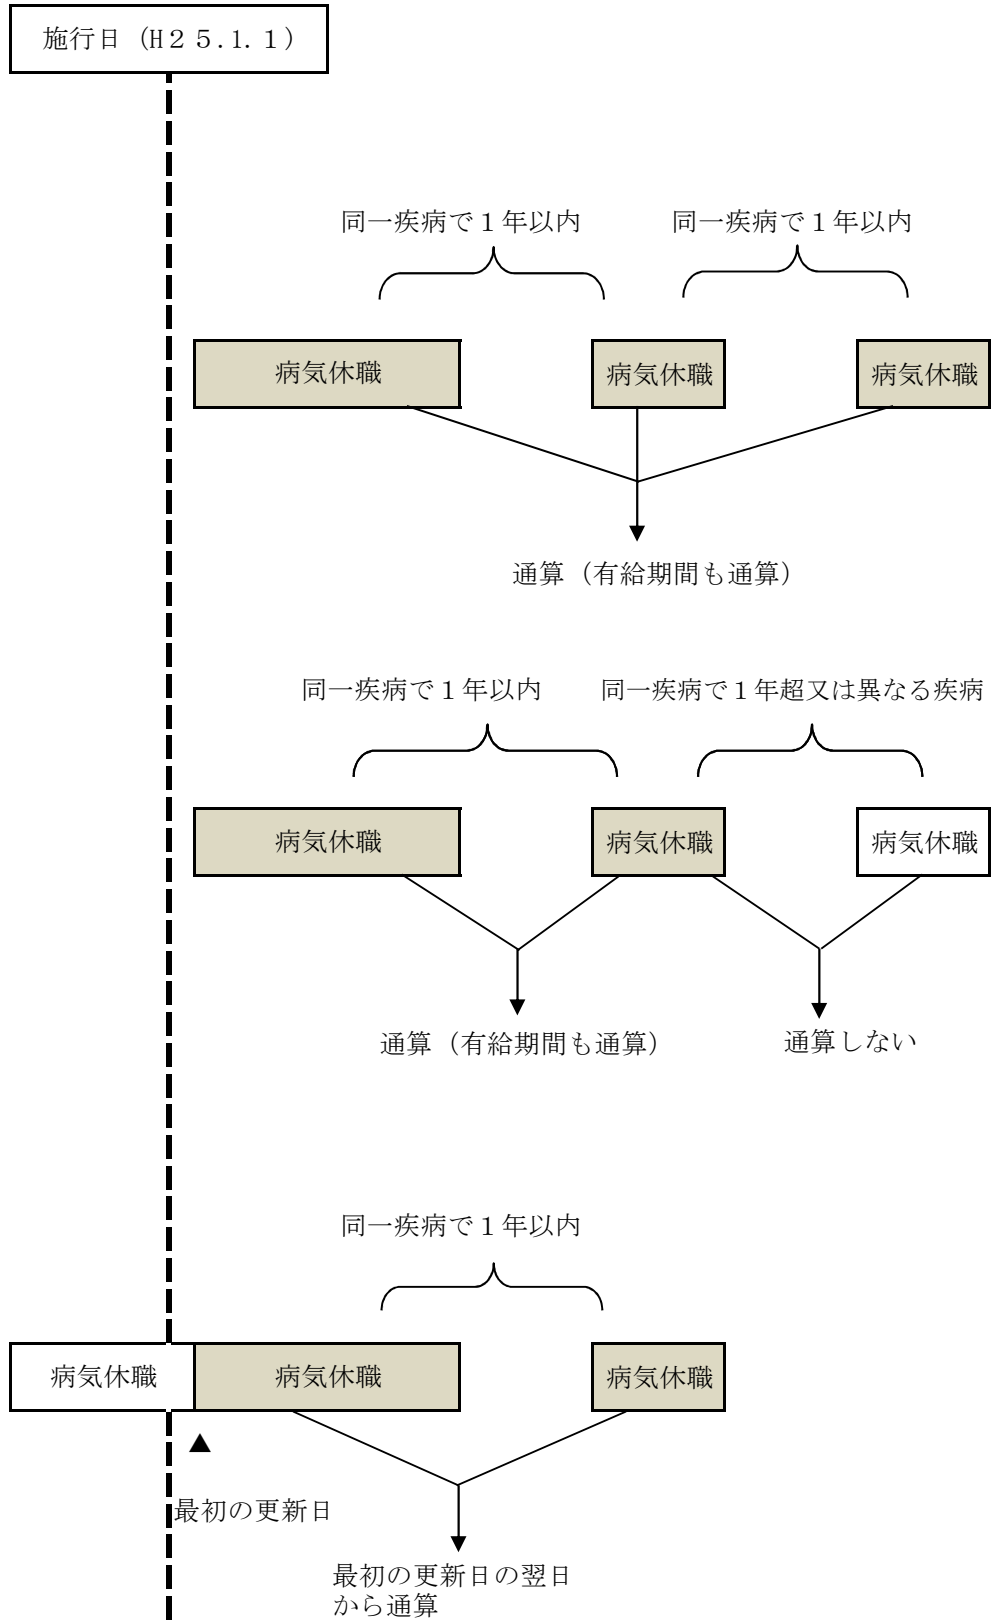 施行日（H２５.1.１）
同一疾病で１年以内
同一疾病で１年以内
病気休職
病気休職
病気休職
通算（有給期間も通算）
同一疾病で１年以内
同一疾病で１年超又は異なる疾病
病気休職
病気休職
病気休職
通算（有給期間も通算）
通算しない
同一疾病で１年以内
病気休職
病気休職
病気休職
▲
最初の更新日
最初の更新日の翌日
から通算